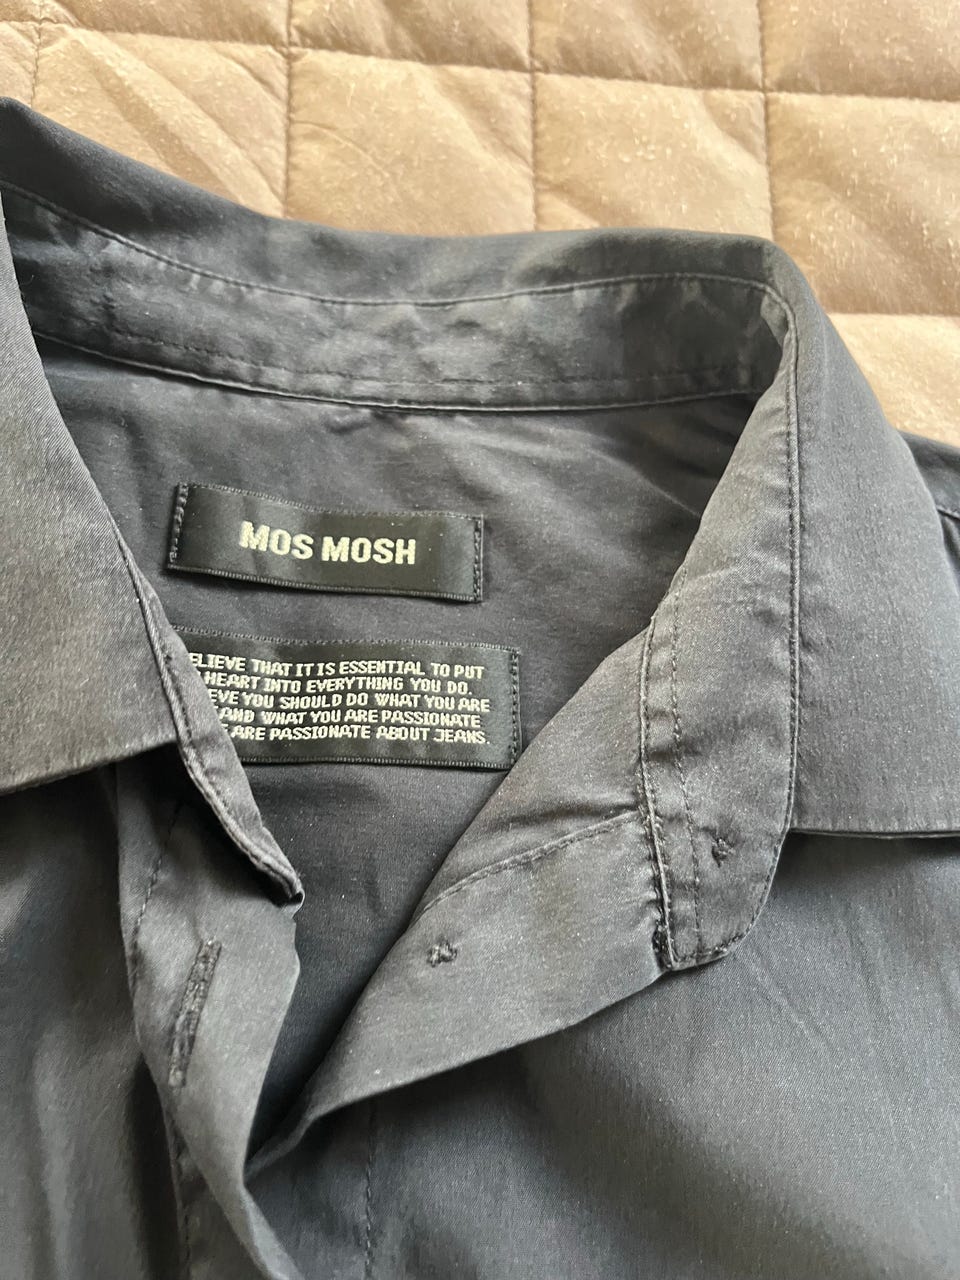 MOS MOSH
ELIEVE THAT IT IS ESSENTIAL TO PUT
HEART INTO EVERYTHING YOU DO.
EVE YOU SHOULD DO WHAT YOU ARE
AND WHAT YOU ARE PASSIONATE
ARE PASSIONATE ABOUT JEANS.